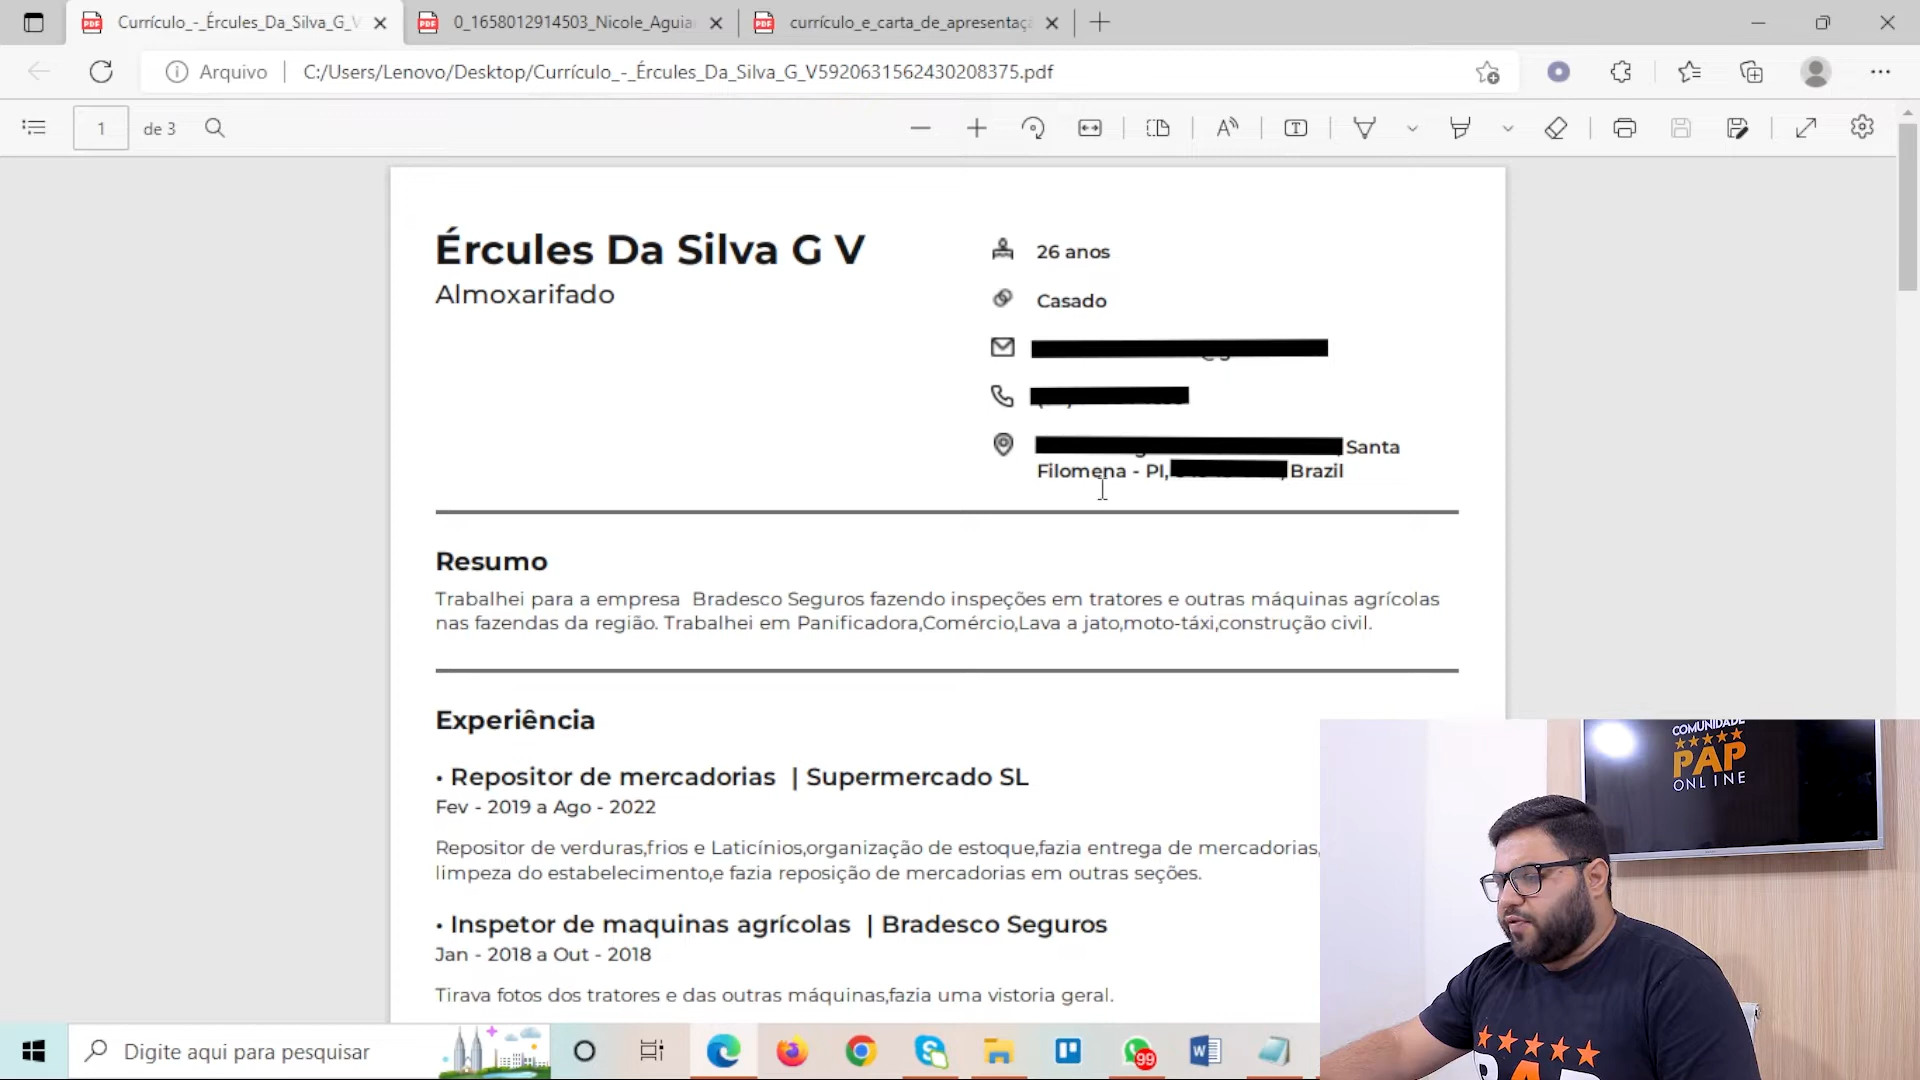 Currículo_-_Ércules_Da_Silva_G_V
0_1658012914503_Nicole_Aguia
currículo_e_carta_de_apresentaç
Arquivo
C:/Users/Lenovo/Desktop/Currículo_-_Ércules_Da_Silva_G_V5920631562430208375.pdf
1 de 3
Ércules Da Silva G V
Almoxarifado
26 anos
Casado
Santa
Filomena - PI, Brazil
Resumo
Trabalhei para a empresa Bradesco Seguros fazendo inspeções em tratores e outras máquinas agrícolas
nas fazendas da região. Trabalhei em Panificadora,Comércio,Lava a jato,moto-táxi,construção civil.
Experiência
• Repositor de mercadorias | Supermercado SL
Fev - 2019 a Ago - 2022
Repositor de verduras,frios e Laticínios,organização de estoque,fazia entrega de mercadorias,
limpeza do estabelecimento,e fazia reposição de mercadorias em outras seções.
• Inspetor de maquinas agrícolas | Bradesco Seguros
Jan - 2018 a Out - 2018
Tirava fotos dos tratores e das outras máquinas,fazia uma vistoria geral.
COMUNIDADE
PAP
ONLINE
Digite aqui para pesquisar
99